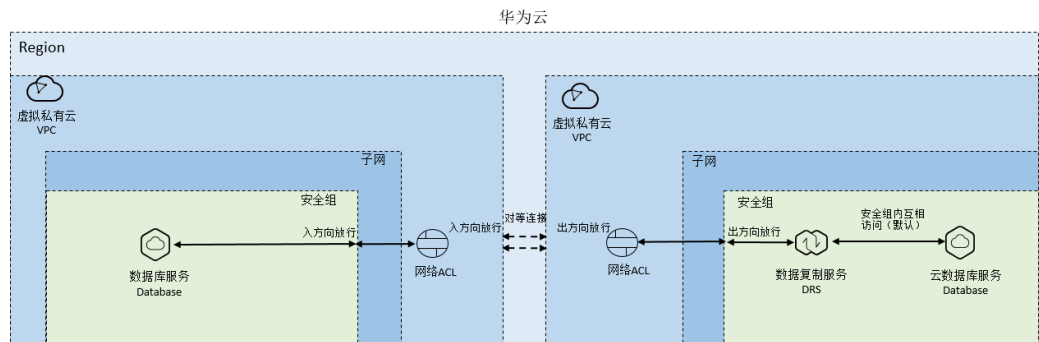 华为云
Region
虚拟私有云
VPC
子网
安全组
入方向放行
数据库服务
Database
入方向放行
网络ACL
对等连接
虚拟私有云
VPC
子网
安全组
出方向放行
网络ACL
出方向放行
数据复制服务
DRS
安全组内互相
访问（默认）
云数据库服务
Database